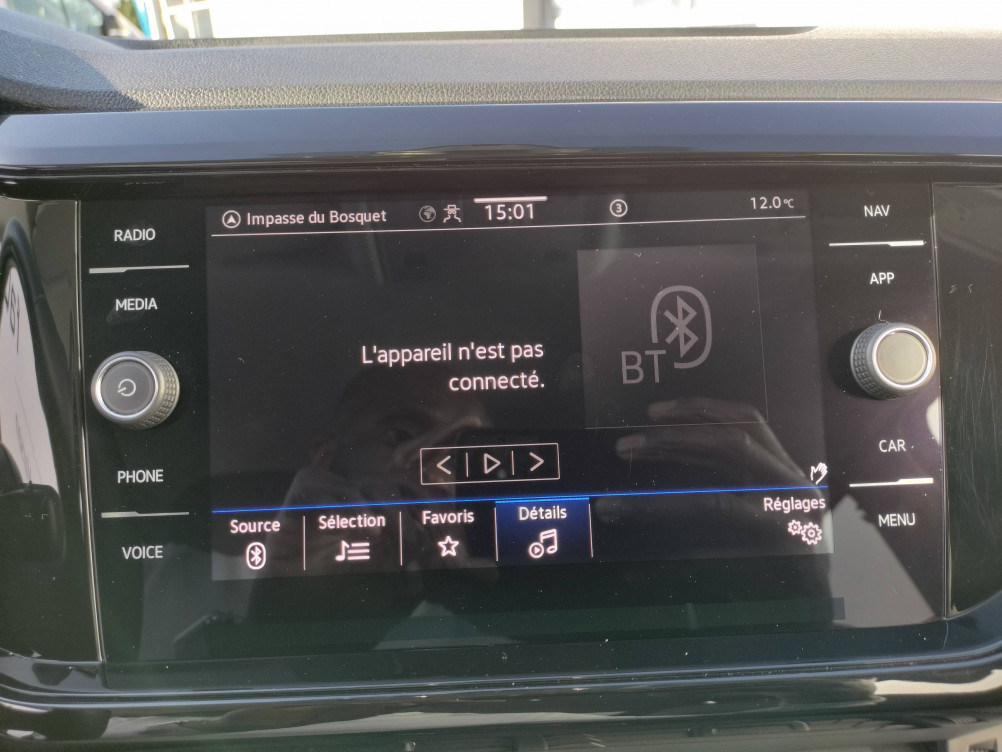 RADIO
MEDIA
PHONE
VOICE
Impasse du Bosquet
15:01
3
12.0 °C
L'appareil n'est pas
connecté.
BT
Source
Sélection
Favoris
Détails
Réglages
NAV
APP
CAR
MENU